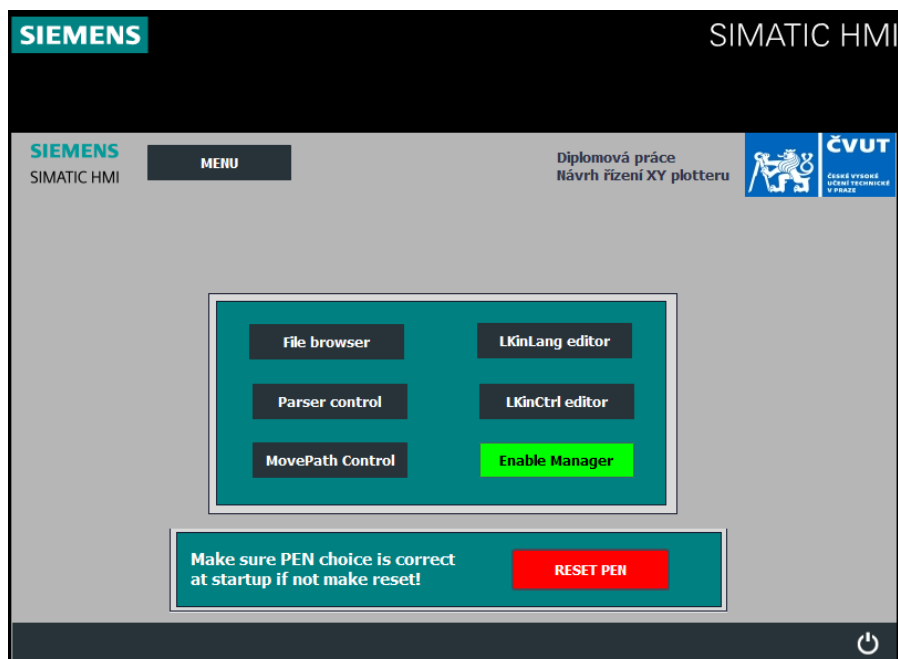 SIEMENS
SIMATIC HMI
SIEMENS
SIMATIC HMI
MENU
Diplomová práce
Návrh řízení XY plotteru
ČVUT
ČESKÉ VYSOKÉ
UČENÍ TECHNICKÉ
V PRAZE
File browser
LKinLang editor
Parser control
LKinCtrl editor
MovePath Control
Enable Manager
Make sure PEN choice is correct
at startup if not make reset!
RESET PEN